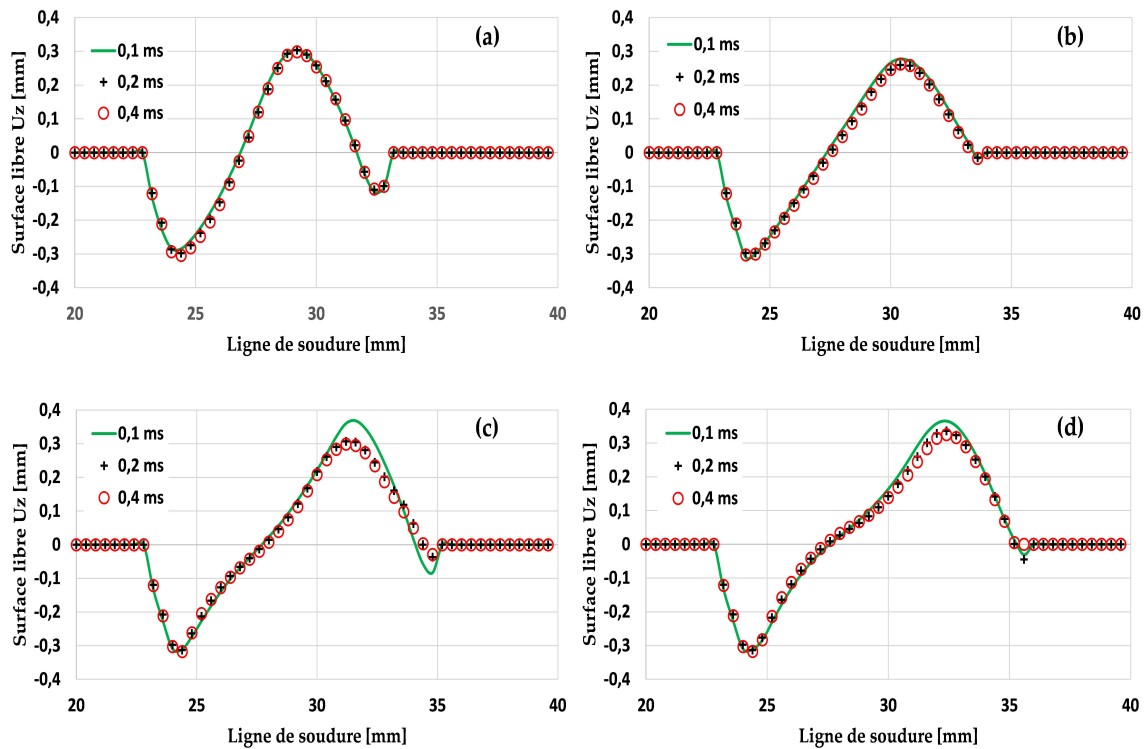 (a)
0,4
0,3
0,2
0,1
0
-0,1
-0,2
-0,3
-0,4
Surface libre Uz [mm]
0,1 ms
0,2 ms
0,4 ms
20 25 30 35 40
Ligne de soudure [mm]
(b)
0,4
0,3
0,2
0,1
0
-0,1
-0,2
-0,3
-0,4
Surface libre Uz [mm]
0,1 ms
0,2 ms
0,4 ms
20 25 30 35 40
Ligne de soudure [mm]
(c)
0,4
0,3
0,2
0,1
0
-0,1
-0,2
-0,3
-0,4
Surface libre Uz [mm]
0,1 ms
0,2 ms
0,4 ms
20 25 30 35 40
Ligne de soudure [mm]
(d)
0,4
0,3
0,2
0,1
0
-0,1
-0,2
-0,3
-0,4
Surface libre Uz [mm]
0,1 ms
0,2 ms
0,4 ms
20 25 30 35 40
Ligne de soudure [mm]